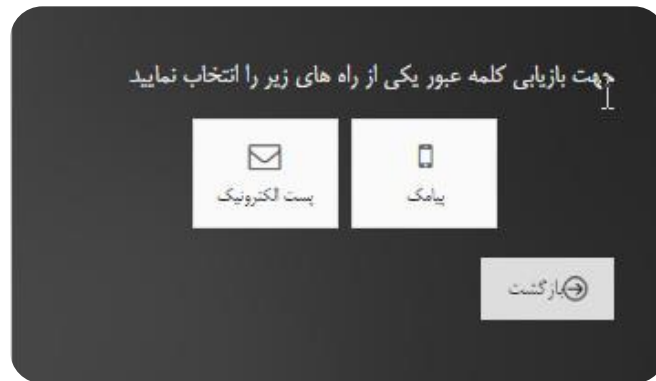 جهت بازیابی کلمه عبور یکی از راه های زیر را انتخاب نمایید
پیامک
پست الکترونیک
بازگشت